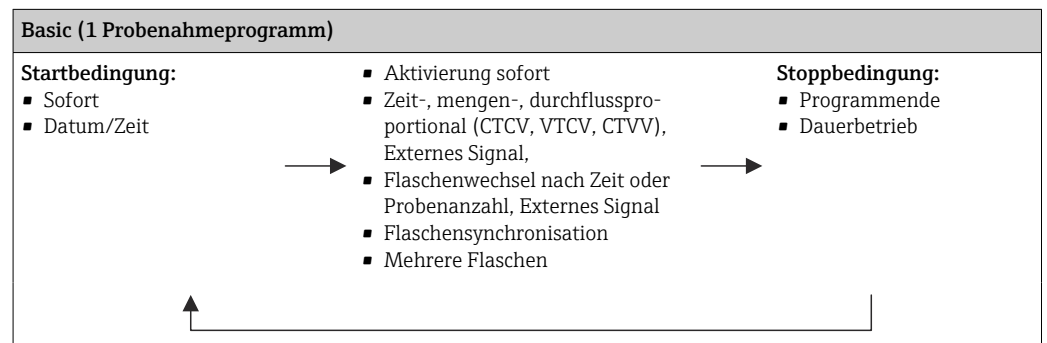 Basic (1 Probenahmeprogramm)
Startbedingung:
▪ Sofort
▪ Datum/Zeit
▪ Aktivierung sofort
▪ Zeit-, mengen-, durchflusspro-
portional (CTCV, VTCV, CTVV),
Externes Signal,
▪ Flaschenwechsel nach Zeit oder
Probenanzahl, Externes Signal
▪ Flaschensynchronisation
▪ Mehrere Flaschen
Stoppbedingung:
▪ Programmende
▪ Dauerbetrieb